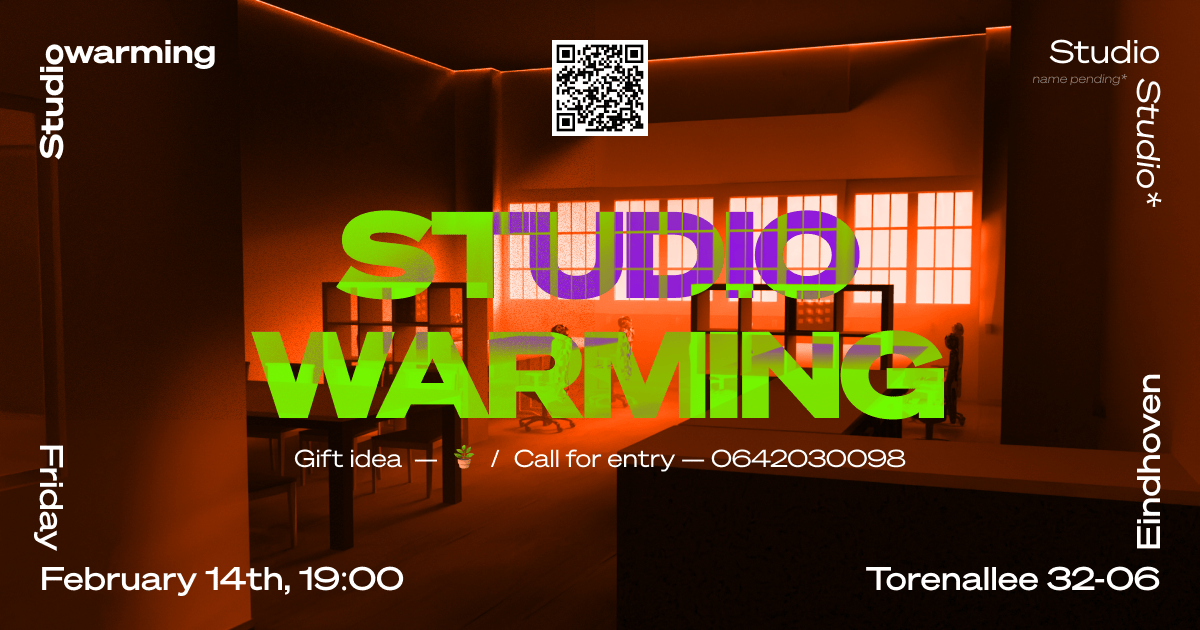 Studiowarming
Studio
name pending*
Studio*
STUDIO
WARMING
Gift idea — 🪴 / Call for entry — 0642030098
Friday
February 14th, 19:00
Eindhoven
Torenallee 32-06